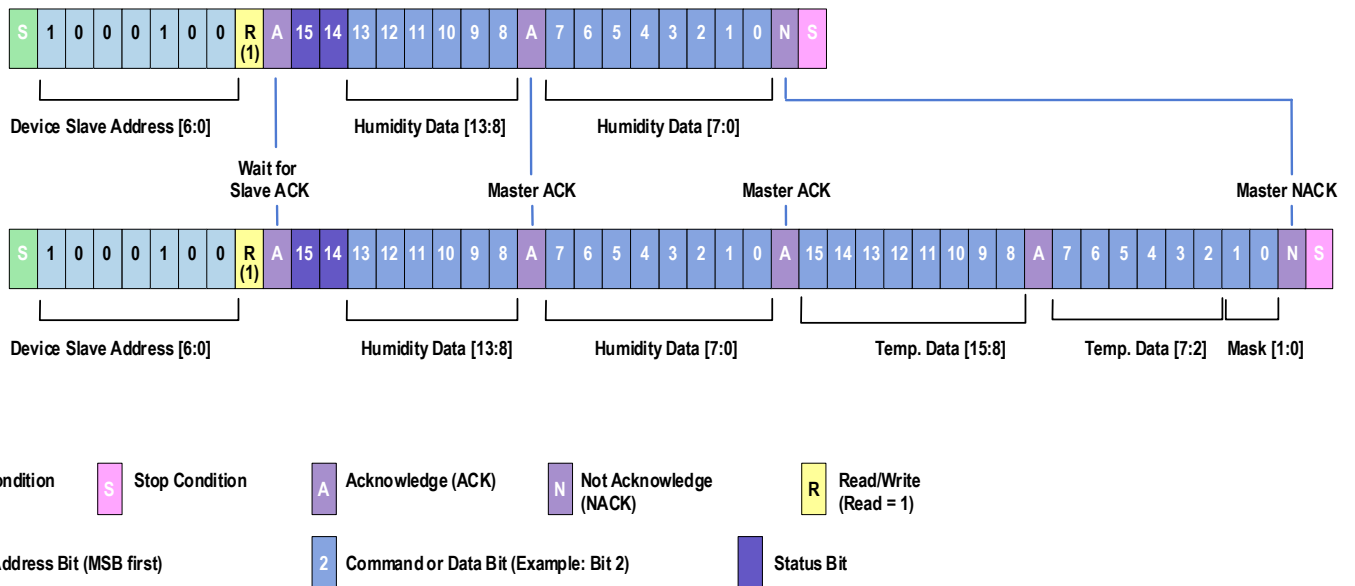 S 1 0 0 0 1 0 0 R (1) A 15 14 13 12 11 10 9 8 A 7 6 5 4 3 2 1 0 N S
Device Slave Address [6:0] Humidity Data [13:8] Humidity Data [7:0]
Wait for
Slave ACK Master ACK Master ACK Master NACK
S 1 0 0 0 1 0 0 R (1) A 15 14 13 12 11 10 9 8 A 7 6 5 4 3 2 1 0 A 15 14 13 12 11 10 9 8 A 7 6 5 4 3 2 1 0 N S
Device Slave Address [6:0] Humidity Data [13:8] Humidity Data [7:0] Temp. Data [15:8] Temp. Data [7:2] Mask [1:0]
ondition S Stop Condition A Acknowledge (ACK) N Not Acknowledge (NACK) R Read/Write (Read = 1)
Address Bit (MSB first) 2 Command or Data Bit (Example: Bit 2) Status Bit